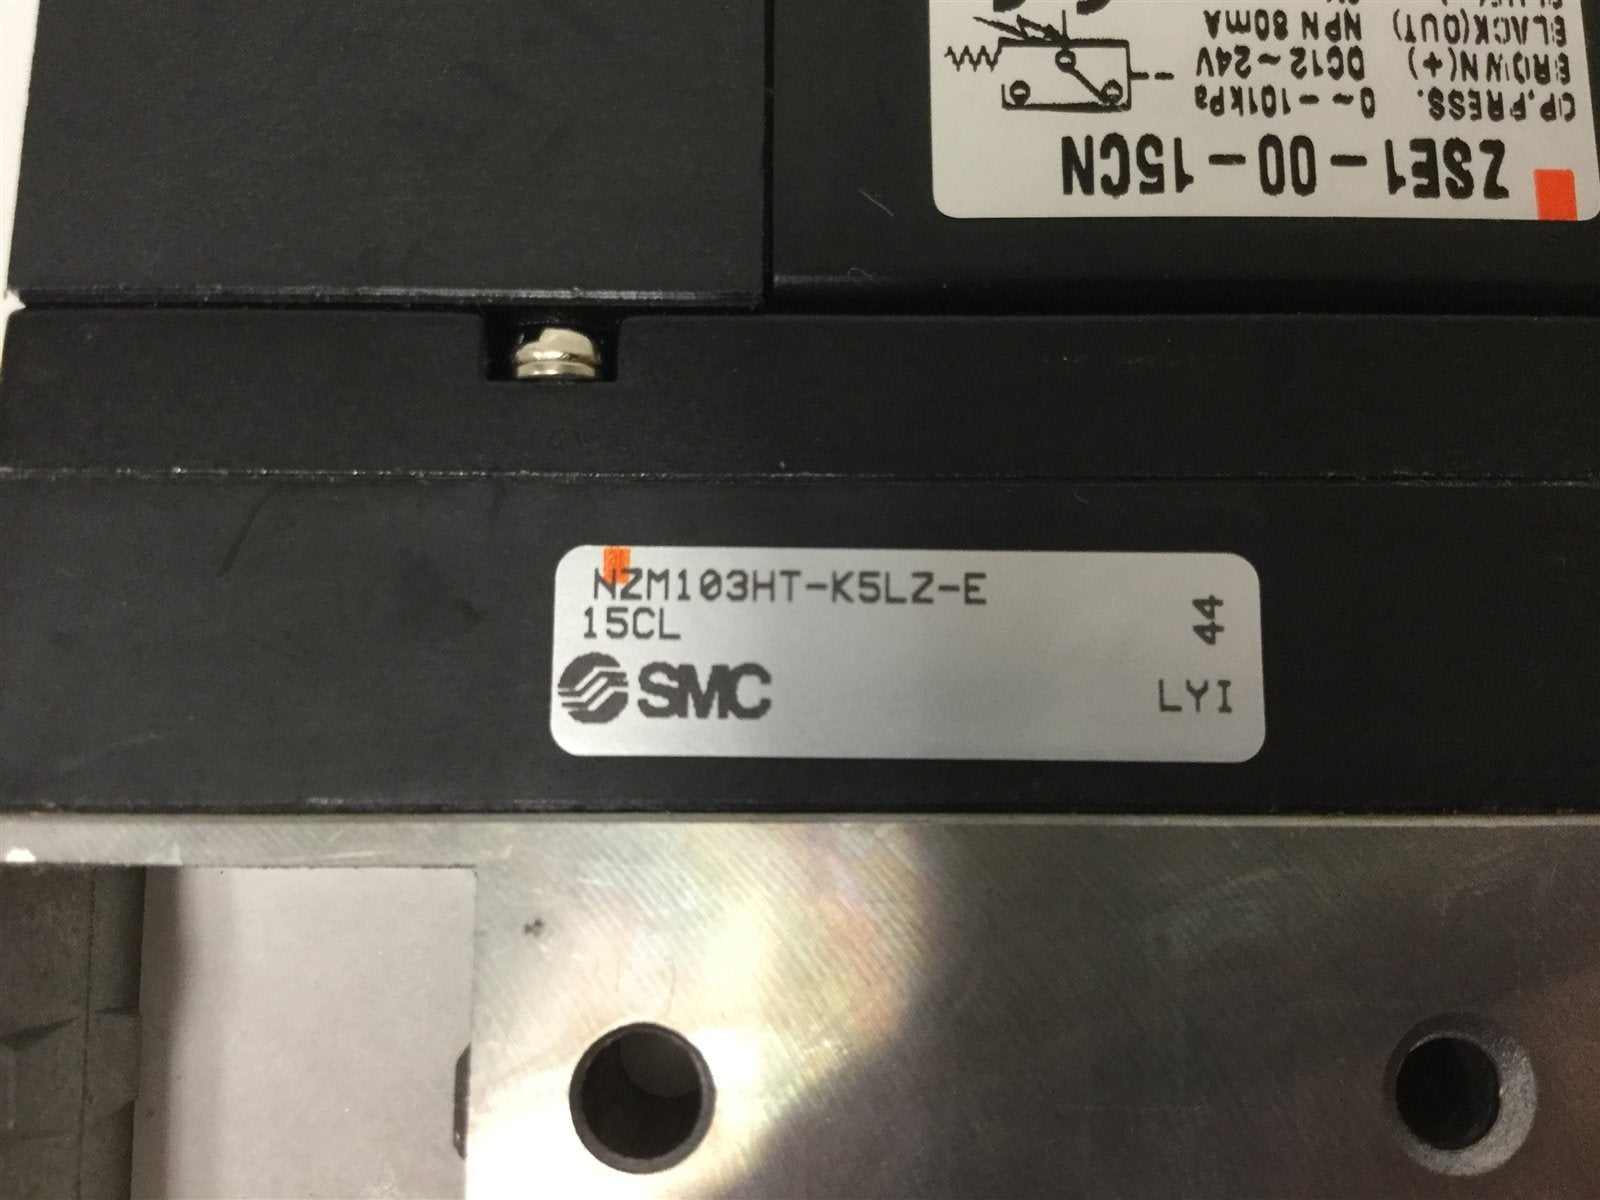 ZSE1-00-15CN
OP.PRESS. 0~-101kPa
BROWN(+) DC12~24V
BLACK(OUT) NPN 80mA
NZM103HT-K5LZ-E
15CL
44
SMC
LYI